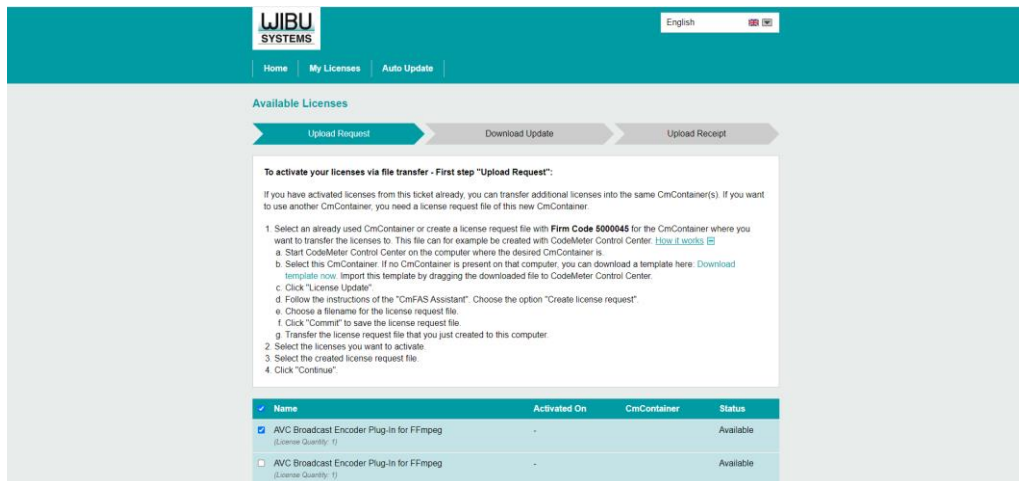 WIBU
SYSTEMS
English
Home
My Licenses
Auto Update
Available Licenses
Upload Request
Download Update
Upload Receipt
To activate your licenses via file transfer - First step "Upload Request":
If you have activated licenses from this ticket already, you can transfer additional licenses into the same CmContainer(s). If you want
to use another CmContainer, you need a license request file of this new CmContainer.
1. Select an already used CmContainer or create a license request file with Firm Code 5000045 for the CmContainer where you
want to transfer the licenses to. This file can for example be created with CodeMeter Control Center. How it works
a. Start CodeMeter Control Center on the computer where the desired CmContainer is.
b. Select this CmContainer. If no CmContainer is present on that computer, you can download a template here: Download
template now. Import this template by dragging the downloaded file to CodeMeter Control Center.
c. Click "License Update".
d. Follow the instructions of the "CmFAS Assistant". Choose the option "Create license request".
e. Choose a filename for the license request file.
f. Click "Commit" to save the license request file.
g. Transfer the license request file that you just created to this computer.
2. Select the licenses you want to activate.
3. Select the created license request file.
4. Click "Continue".
Name Activated On CmContainer Status
AVC Broadcast Encoder Plug-In for FFmpeg - Available
(License Quantity: 1)
AVC Broadcast Encoder Plug-In for FFmpeg - Available
(License Quantity: 1)